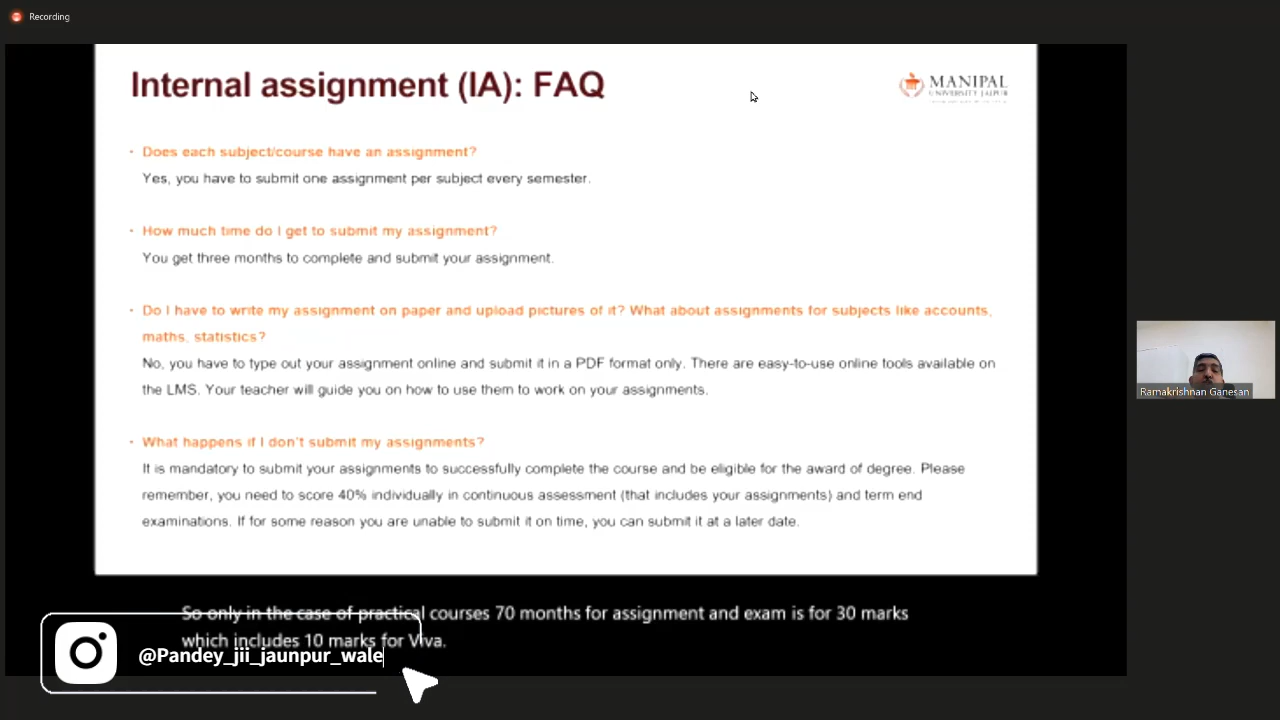 Recording
Internal assignment (IA): FAQ
MANIPAL
UNIVERSITY JAIPUR
• Does each subject/course have an assignment?
Yes, you have to submit one assignment per subject every semester.
• How much time do I get to submit my assignment?
You get three months to complete and submit your assignment.
• Do I have to write my assignment on paper and upload pictures of it? What about assignments for subjects like accounts,
maths, statistics?
No, you have to type out your assignment online and submit it in a PDF format only. There are easy-to-use online tools available on
the LMS. Your teacher will guide you on how to use them to work on your assignments.
• What happens if I don't submit my assignments?
It is mandatory to submit your assignments to successfully complete the course and be eligible for the award of degree. Please
remember, you need to score 40% individually in continuous assessment (that includes your assignments) and term end
examinations. If for some reason you are unable to submit it on time, you can submit it at a later date.
Ramakrishnan Ganesan
So only in the case of practical courses 70 months for assignment and exam is for 30 marks
which includes 10 marks for Viva.
@Pandey_jii_jaunpur_wale